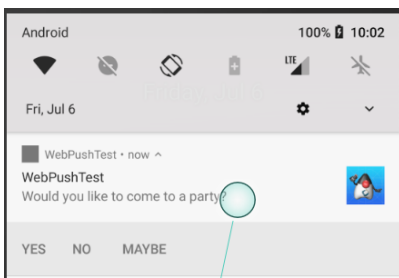 Android 100% 10:02
LTE
Fri, Jul 6
WebPushTest • now
WebPushTest
Would you like to come to a party?
YES NO MAYBE